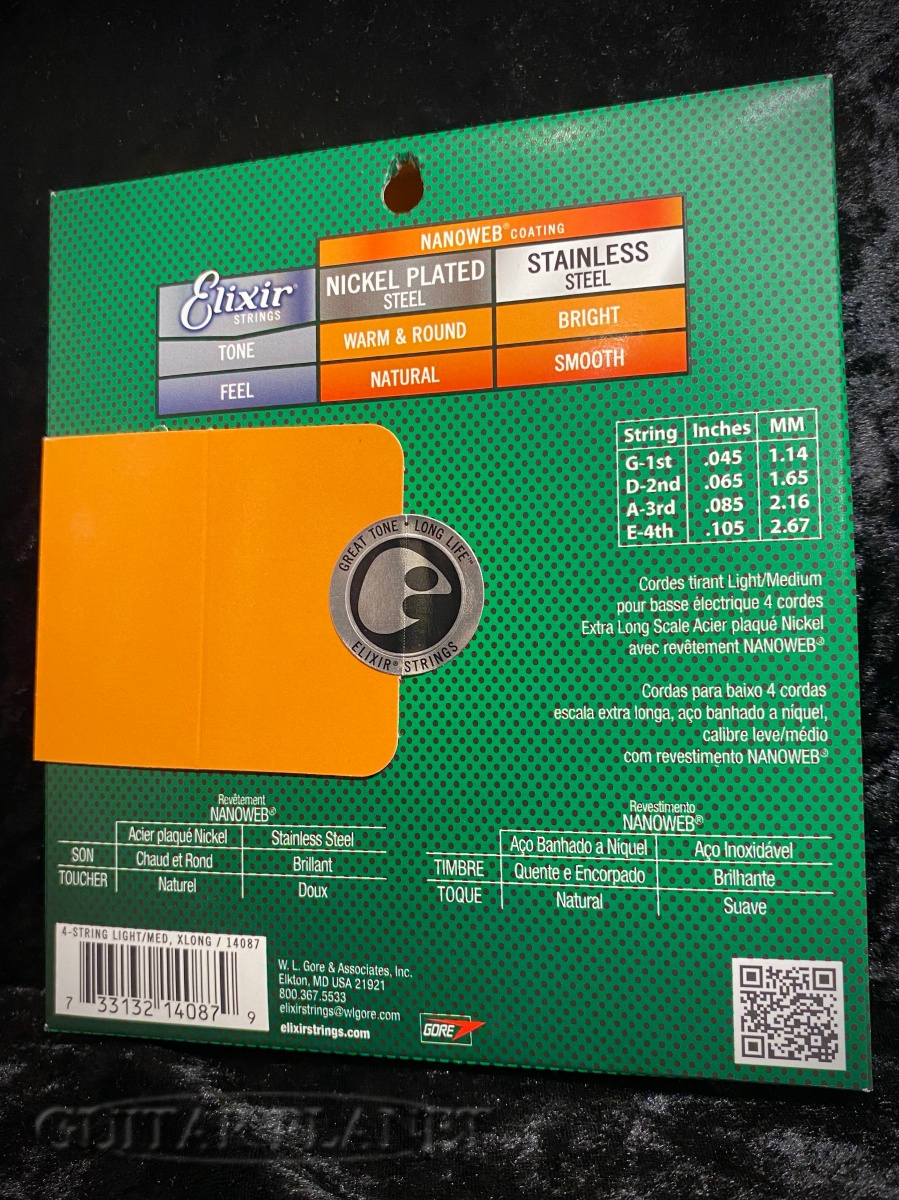 NANOWEB® COATING
Elixir®
STRINGS
NICKEL PLATED
STEEL
STAINLESS
STEEL
TONE
WARM & ROUND
BRIGHT
FEEL
NATURAL
SMOOTH
String Inches MM
G-1st .045 1.14
D-2nd .065 1.65
A-3rd .085 2.16
E-4th .105 2.67
GREAT TONE · LONG LIFE™
ELIXIR® STRINGS
Cordes tirant Light/Medium
pour basse électrique 4 cordes
Extra Long Scale Acier plaqué Nickel
avec revêtement NANOWEB®
Cordas para baixo 4 cordas
escala extra longa, aço banhado a níquel,
calibre leve/médio
com revestimento NANOWEB®
Revêtement
NANOWEB®
Acier plaqué Nickel Stainless Steel
SON Chaud et Rond Brillant
TOUCHER Naturel Doux
Revestimento
NANOWEB®
Aço Banhado a Níquel Aço Inoxidável
TIMBRE Quente e Encorpado Brilhante
TOQUE Natural Suave
4-STRING LIGHT/MED, XLONG / 14087
7 33132 14087 9
W. L. Gore & Associates, Inc.
Elkton, MD USA 21921
800.367.5533
elixirstrings@wlgore.com
elixirstrings.com
GORE
GUITAR PLANET